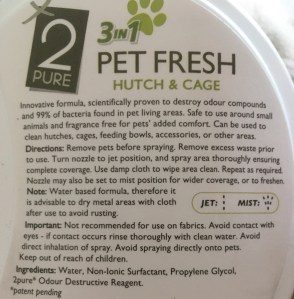 3IN1
2
PURE
PET FRESH
HUTCH & CAGE
Innovative formula, scientifically proven to destroy odour compounds
and 99% of bacteria found in pet living areas. Safe to use around small
animals and fragrance free for pets' added comfort. Can be used to
clean hutches, cages, feeding bowls, accessories, or other areas.
Directions: Remove pets before spraying. Remove excess waste prior
to use. Turn nozzle to jet position, and spray area thoroughly ensuring
complete coverage. Use damp cloth to wipe area clean. Repeat as required.
Nozzle may also be set to mist position for wider coverage, or to freshen.
Note: Water based formula, therefore it
is advisable to dry metal areas with cloth
after use to avoid rusting.
JET: MIST:
Important: Not recommended for use on fabrics. Avoid contact with
eyes - if contact occurs rinse thoroughly with clean water. Avoid
direct inhalation of spray. Avoid spraying directly onto pets.
Keep out of reach of children.
Ingredients: Water, Non-Ionic Surfactant, Propylene Glycol,
2pure* Odour Destructive Reagent.
*patent pending